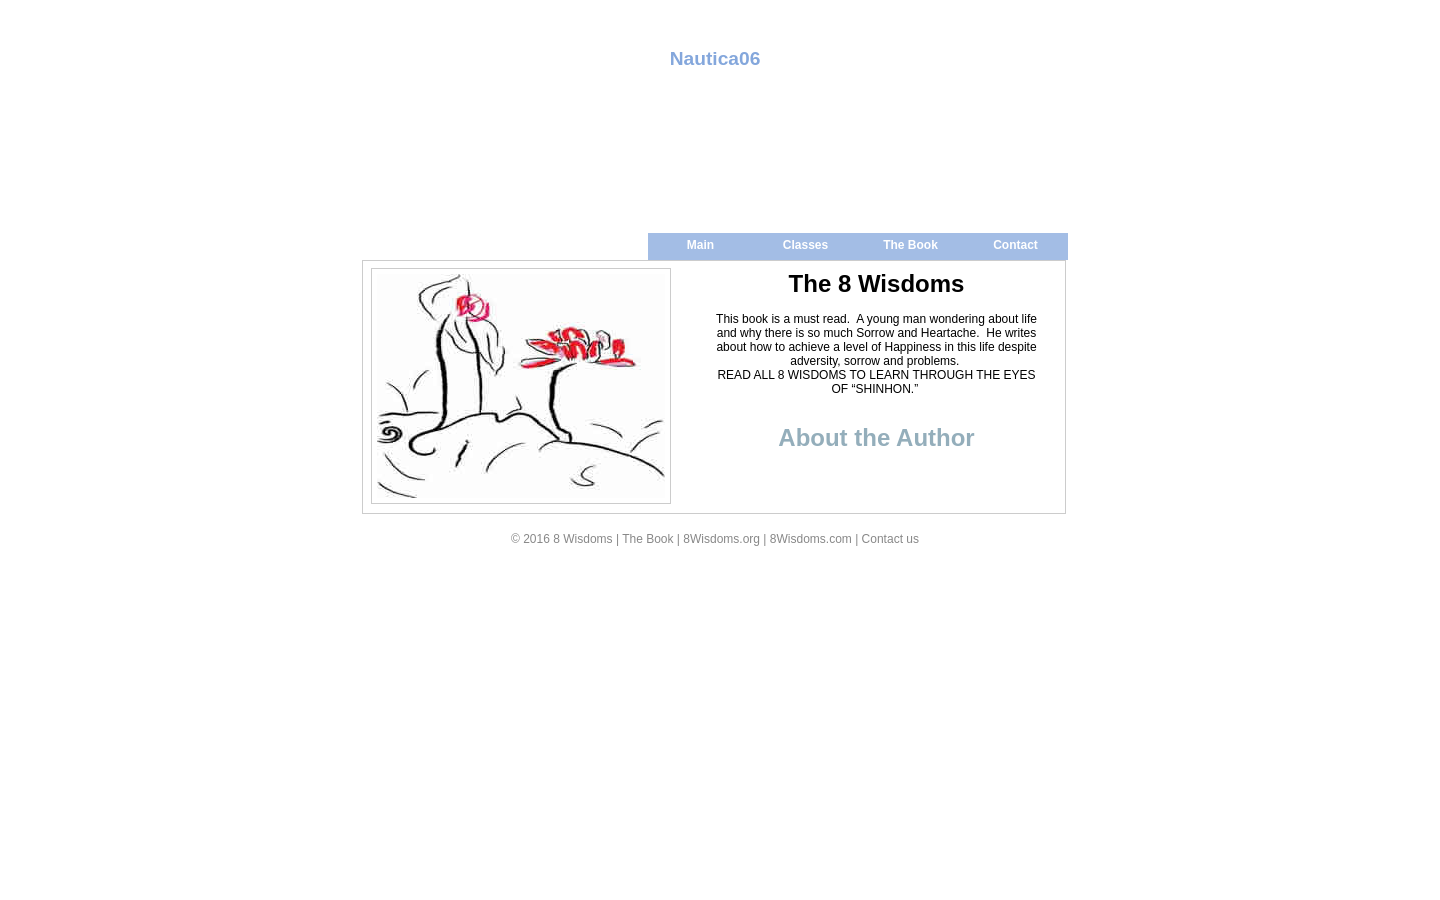 Nautica06
Main Classes The Book Contact
The 8 Wisdoms
This book is a must read.  A young man wondering about life
and why there is so much Sorrow and Heartache.  He writes
about how to achieve a level of Happiness in this life despite
adversity, sorrow and problems.
READ ALL 8 WISDOMS TO LEARN THROUGH THE EYES
OF “SHINHON.”
About the Author
© 2016 8 Wisdoms | The Book | 8Wisdoms.org | 8Wisdoms.com | Contact us